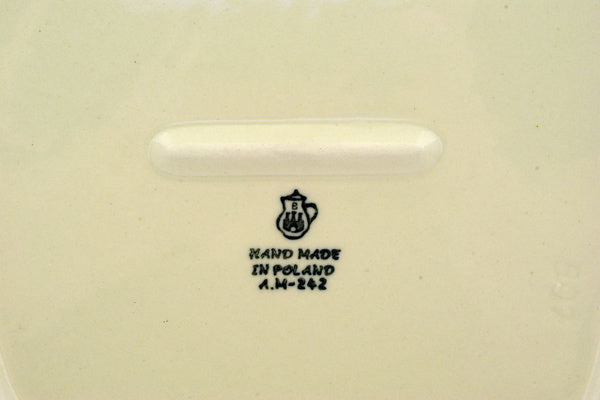 B
HAND MADE
IN POLAND
A.M-242